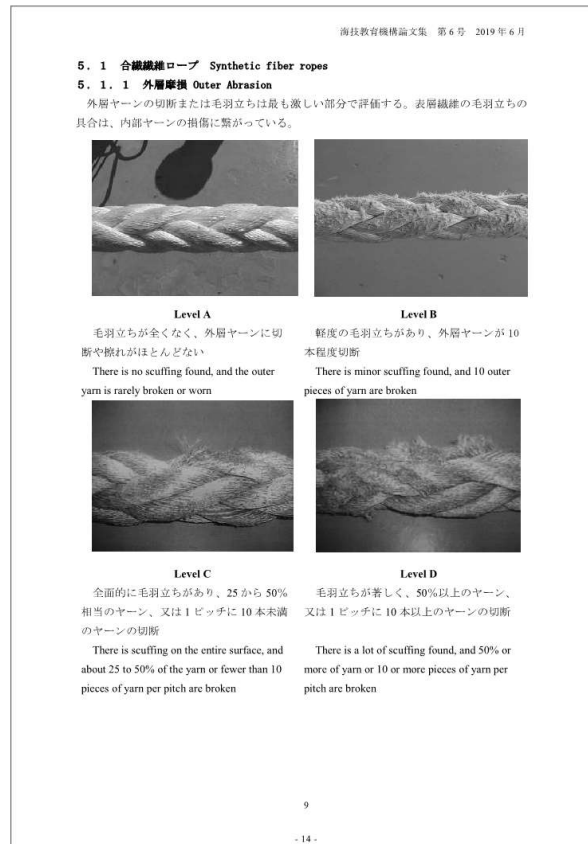 海技教育機構論文集　第6号　2019年6月
５．１　合繊繊維ロープ　Synthetic fiber ropes
５．１．１　外層摩損 Outer Abrasion
外層ヤーンの切断または毛羽立ちは最も激しい部分で評価する。表層繊維の毛羽立ちの
具合は、内部ヤーンの損傷に繋がっている。
Level A
毛羽立ちが全くなく、外層ヤーンに切
断や擦れがほとんどない
There is no scuffing found, and the outer
yarn is rarely broken or worn
Level B
軽度の毛羽立ちがあり、外層ヤーンが 10
本程度切断
There is minor scuffing found, and 10 outer
pieces of yarn are broken
Level C
全面的に毛羽立ちがあり、25 から 50%
相当のヤーン、又は 1 ピッチに 10 本未満
のヤーンの切断
There is scuffing on the entire surface, and
about 25 to 50% of the yarn or fewer than 10
pieces of yarn per pitch are broken
Level D
毛羽立ちが著しく、50%以上のヤーン、
又は 1 ピッチに 10 本以上のヤーンの切断
There is a lot of scuffing found, and 50% or
more of yarn or 10 or more pieces of yarn per
pitch are broken
9
- 14 -